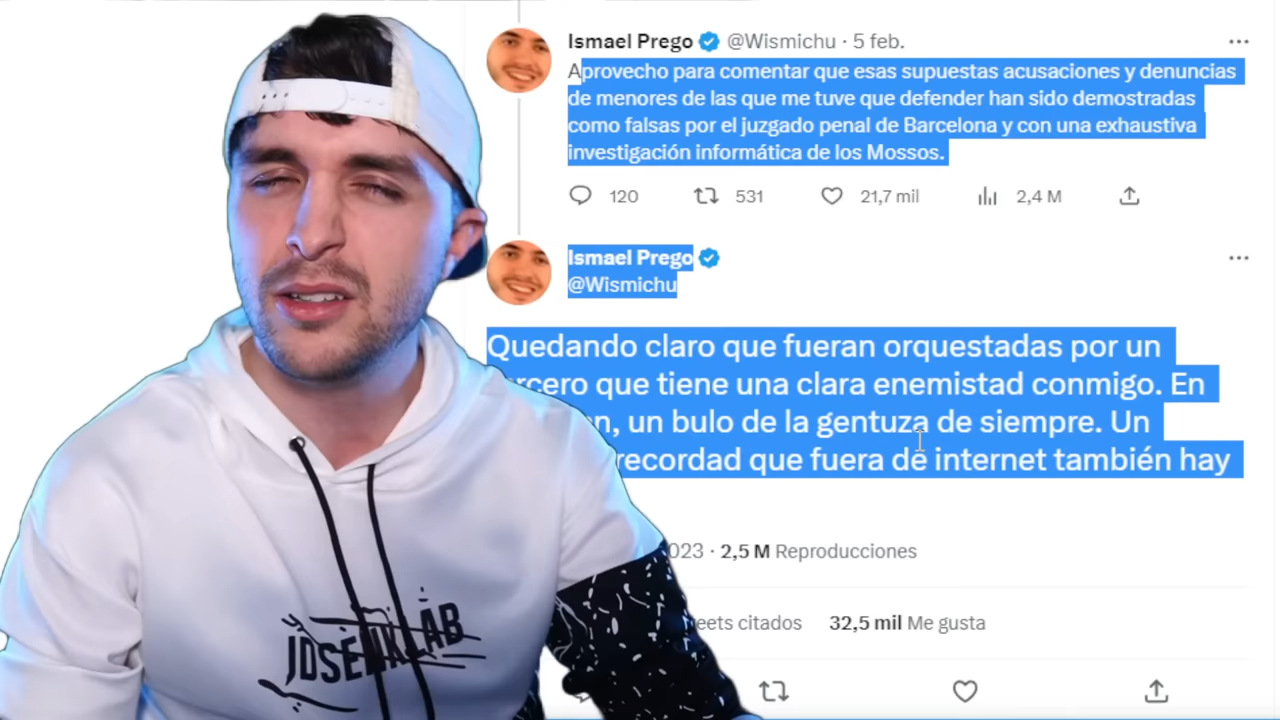 Ismael Prego @Wismichu · 5 feb.
Aprovecho para comentar que esas supuestas acusaciones y denuncias
de menores de las que me tuve que defender han sido demostradas
como falsas por el juzgado penal de Barcelona y con una exhaustiva
investigación informática de los Mossos.
120 531 21,7 mil 2,4 M
Ismael Prego
@Wismichu
Quedando claro que fueran orquestadas por un
que tiene una clara enemistad conmigo. En
un bulo de la gentuza de siempre. Un
recordad que fuera de internet también hay
023 · 2,5 M Reproducciones
eets citados 32,5 mil Me gusta